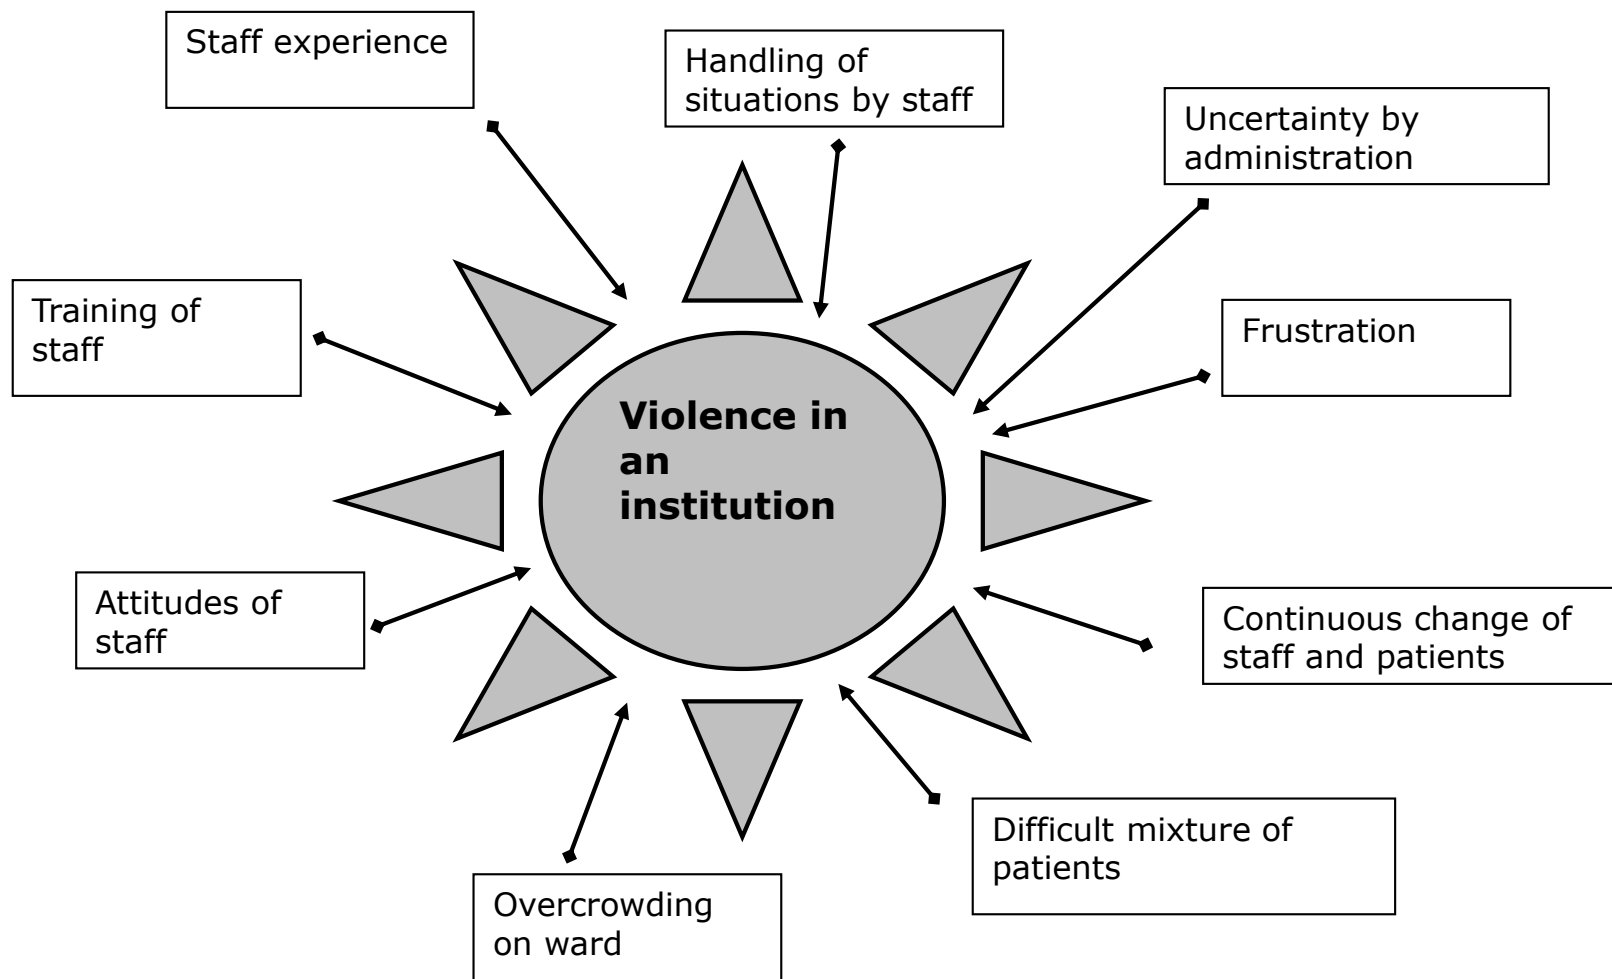 Staff experience
Handling of
situations by staff
Uncertainty by
administration
Training of
staff
Frustration
Violence in
an
institution
Attitudes of
staff
Continuous change of
staff and patients
Difficult mixture of
patients
Overcrowding
on ward